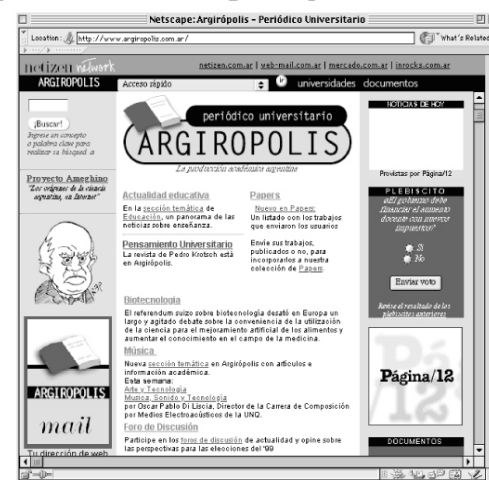 Netscape: Argirópolis - Periódico Universitario
Location: http://www.argiropolis.com.ar/
What's Related
netizen network
netizen.com.ar | web-mail.com.ar | mercado.com.ar | inrocks.com.ar
ARGIROPOLIS
Acceso rápido
Ir
universidades documentos
¡Buscar!
Ingrese un concepto
o palabra clave para
realizar su búsqueda
Proyecto Ameghino
"Los orígenes de la ciencia
argentina, en Internet"
ARGIROPOLIS
mail
Tu dirección de web
periódico universitario
ARGIROPOLIS
La producción académica argentina
Actualidad educativa
En la sección temática de
Educación, un panorama de las
noticias sobre enseñanza.
Pensamiento Universitario
La revista de Pedro Krotsch está
en Argirópolis.
Papers
Nuevo en Papers:
Un listado con los trabajos
que enviaron los usuarios
Envíe sus trabajos,
publicados o no, para
incorporarlos a nuestra
colección de Papers.
Biotecnología
El referendum suizo sobre biotecnología desató en Europa un
largo y agitado debate sobre la conveniencia de la utilización
de la ciencia para el mejoramiento artificial de los alimentos y
aumentar el conocimiento en el campo de la medicina.
Música
Nueva sección temática en Argirópolis con artículos e
información académica.
Esta semana:
Arte y Tecnología
Musica, Sonido y Tecnología
por Oscar Pablo Di Liscia, Director de la Carrera de Composición
por Medios Electroacústicos de la UNQ.
Foro de Discusión
Participe en los foros de discusión de actualidad y opine sobre
las perspectivas para las elecciones del '99
NOTICIAS DE HOY
Provistas por Página/12
PLEBISCITO
¿El gobierno debe
financiar el aumento
docente con nuevos
impuestos?
Si
No
Enviar voto
Revise el resultado de los
plebiscitos anteriores
Página/12
DOCUMENTOS